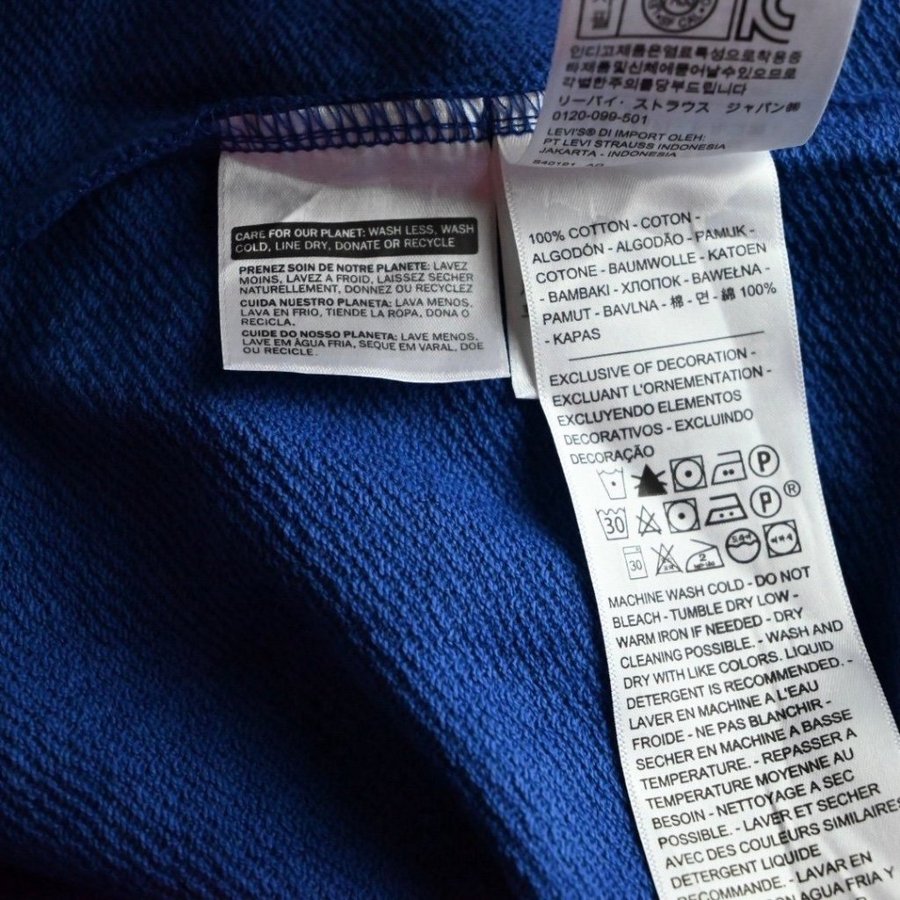 인디고제품은염료특성으로착용중
타제품및신체에물어날수있으므로
각별한주의를당부드립니다
リーバイ・ストラウス ジャパン㈱
0120-099-501
LEVI'S® DI IMPORT OLEH:
PT LEVI STRAUSS INDONESIA
JAKARTA - INDONESIA
CARE FOR OUR PLANET: WASH LESS, WASH
COLD, LINE DRY, DONATE OR RECYCLE
PRENEZ SOIN DE NOTRE PLANETE: LAVEZ
MOINS, LAVEZ A FROID, LAISSEZ SECHER
NATURELLEMENT, DONNEZ OU RECYCLEZ
CUIDA NUESTRO PLANETA: LAVA MENOS,
LAVA EN FRIO, TIENDE LA ROPA, DONA O
RECICLA.
CUIDE DO NOSSO PLANETA: LAVE MENOS,
LAVE EM ÁGUA FRIA, SEQUE EM VARAL, DOE
OU RECICLE.
100% COTTON - COTON -
ALGODÓN - ALGODÃO - PAMUK -
COTONE - BAUMWOLLE - KATOEN
- BAMBAKI - ХЛОПОК - BAWEŁNA -
PAMUT - BAVLNA - 棉 - 면 - 綿 100%
- KAPAS
EXCLUSIVE OF DECORATION -
EXCLUANT L'ORNEMENTATION -
EXCLUYENDO ELEMENTOS
DECORATIVOS - EXCLUINDO
DECORAÇÃO
P
30 P ®
30 2
MACHINE WASH COLD - DO NOT
BLEACH - TUMBLE DRY LOW -
WARM IRON IF NEEDED - DRY
CLEANING POSSIBLE. - WASH AND
DRY WITH LIKE COLORS. LIQUID
DETERGENT IS RECOMMENDED. -
LAVER EN MACHINE A L'EAU
FROIDE - NE PAS BLANCHIR -
SECHER EN MACHINE A BASSE
TEMPERATURE. - REPASSER A
TEMPERATURE MOYENNE AU
BESOIN - NETTOYAGE A SEC
POSSIBLE. - LAVER ET SECHER
AVEC DES COULEURS SIMILAIRES
DETERGENT LIQUIDE
RECOMMANDE. - LAVAR EN
CON AGUA FRIA Y